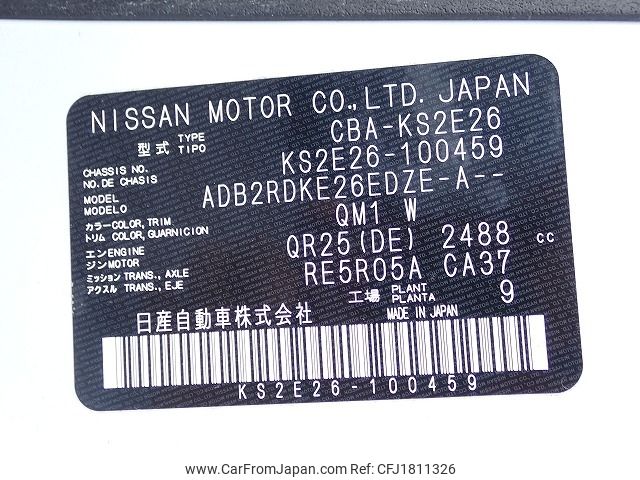 NISSAN MOTOR CO.,LTD. JAPAN
型式 TYPE TIPO CBA-KS2E26
CHASSIS NO. NO. DE CHASIS KS2E26-100459
MODEL MODELO ADB2RDKE26EDZE-A--
カラー COLOR, TRIM トリム COLOR, GUARNICION QM1 W
エンジン ENGINE MOTOR QR25(DE) 2488 cc
ミッション TRANS., AXLE アクスル TRANS., EJE RE5R05A CA37
工場 PLANT PLANTA 9
日産自動車株式会社 MADE IN JAPAN
KS2E26-100459
www.CarFromJapan.com - CarFromJapan - CFJ1811326